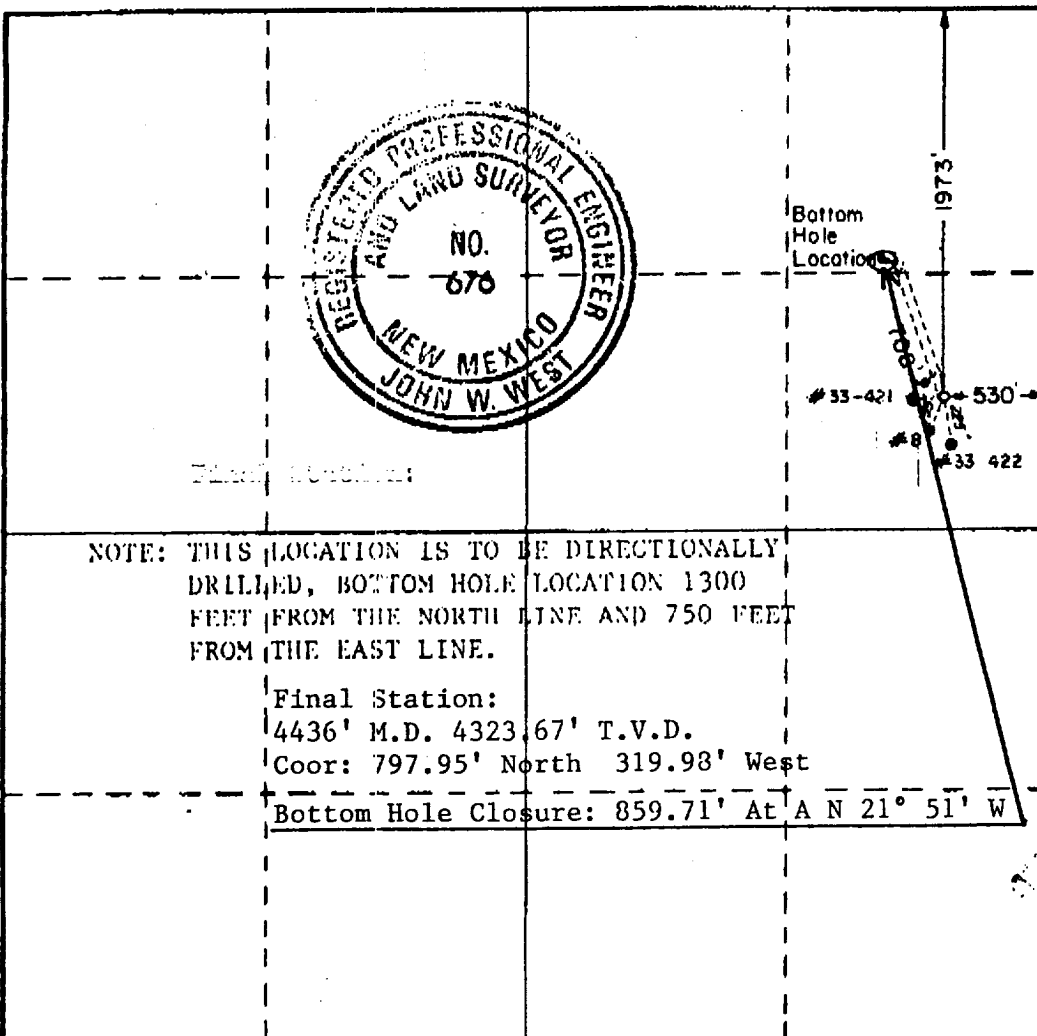 REGISTERED PROFESSIONAL ENGINEER
AND LAND SURVEYOR
NO.
676
NEW MEXICO
JOHN W. WEST
1973'
Bottom
Hole
Location
#33-421
530'
#8
#33 422
NOTE: THIS LOCATION IS TO BE DIRECTIONALLY
DRILLED, BOTTOM HOLE LOCATION 1300
FEET FROM THE NORTH LINE AND 750 FEET
FROM THE EAST LINE.
Final Station:
4436' M.D. 4323.67' T.V.D.
Coor: 797.95' North 319.98' West
Bottom Hole Closure: 859.71' At A N 21° 51' W